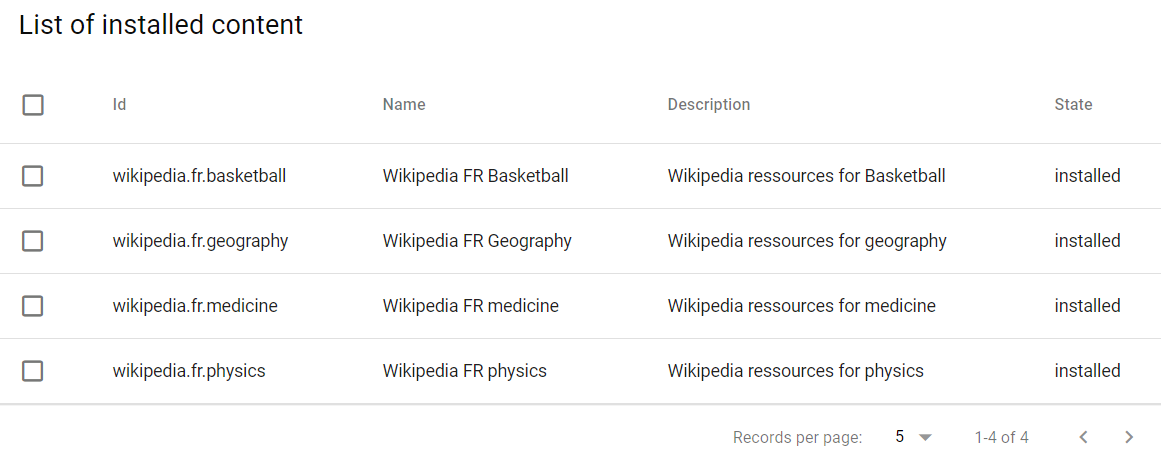 List of installed content
Id Name Description State
wikipedia.fr.basketball Wikipedia FR Basketball Wikipedia ressources for Basketball installed
wikipedia.fr.geography Wikipedia FR Geography Wikipedia ressources for geography installed
wikipedia.fr.medicine Wikipedia FR medicine Wikipedia ressources for medicine installed
wikipedia.fr.physics Wikipedia FR physics Wikipedia ressources for physics installed
Records per page: 5 1-4 of 4